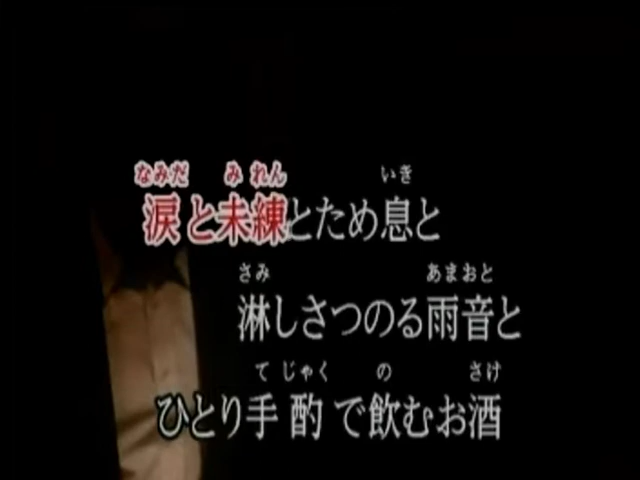 なみだ みれん いき
涙と未練とため息と
さみ あまおと
淋しさつのる雨音と
てじゃく の さけ
ひとり手酌で飲むお酒